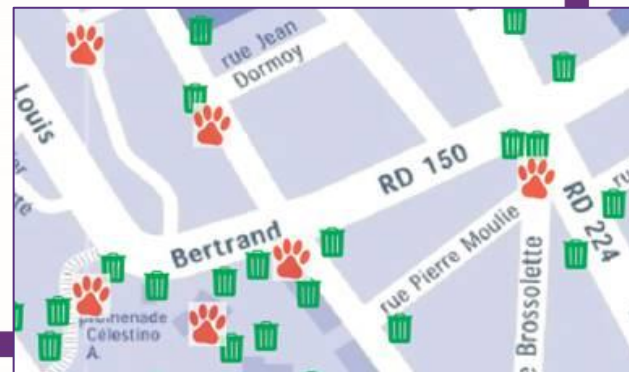 rue Jean
Dormoy
Louis
RD 150
Bertrand
RD 224
rue Pierre Moulie
Brossolette
promenade
Célestino
A.